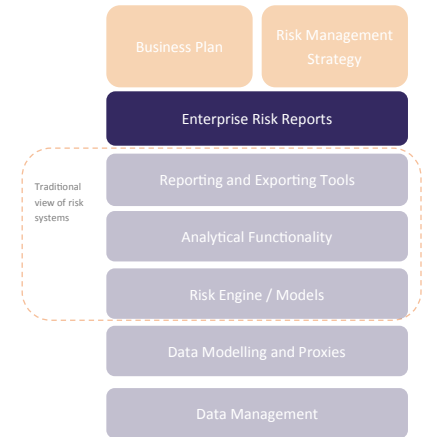 Business Plan
Risk Management
Strategy
Enterprise Risk Reports
Reporting and Exporting Tools
Traditional
view of risk
systems
Analytical Functionality
Risk Engine / Models
Data Modelling and Proxies
Data Management